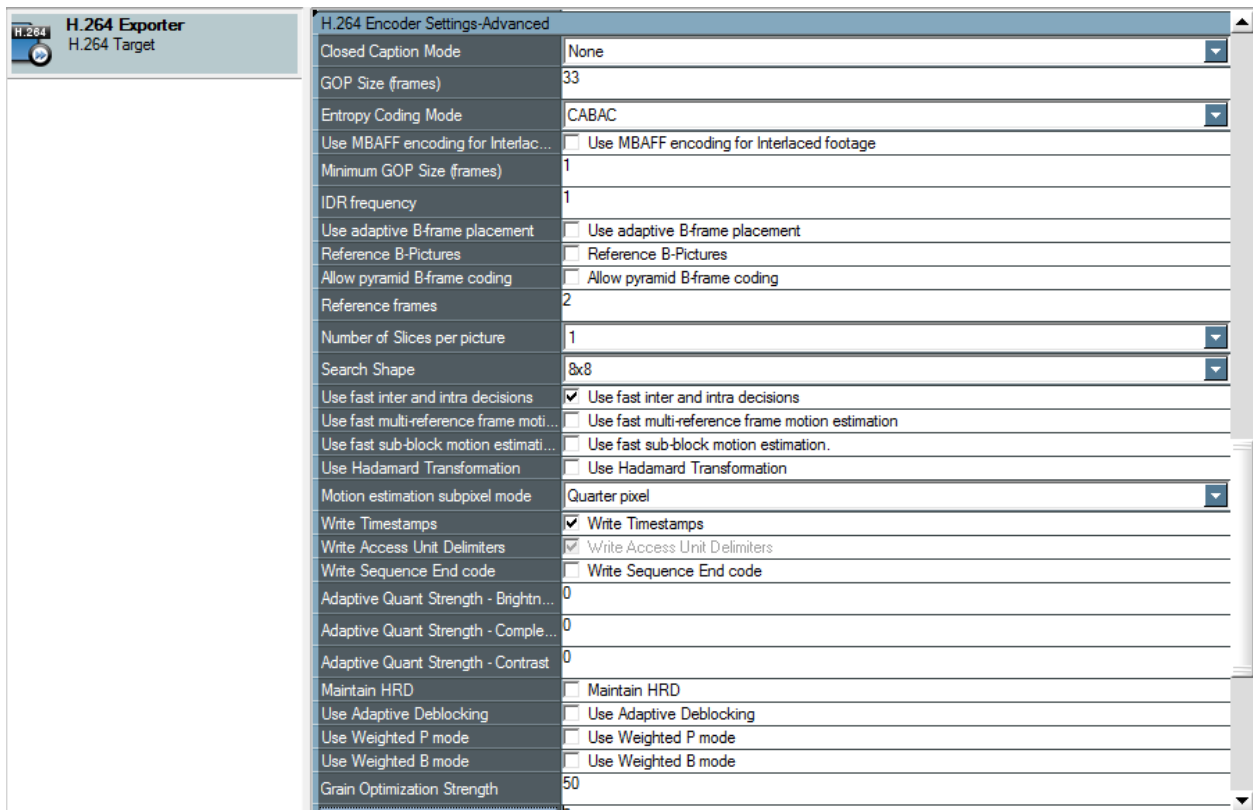 H.264
H.264 Exporter
H.264 Target
H.264 Encoder Settings-Advanced
Closed Caption Mode None
GOP Size (frames) 33
Entropy Coding Mode CABAC
Use MBAFF encoding for Interlac... Use MBAFF encoding for Interlaced footage
Minimum GOP Size (frames) 1
IDR frequency 1
Use adaptive B-frame placement Use adaptive B-frame placement
Reference B-Pictures Reference B-Pictures
Allow pyramid B-frame coding Allow pyramid B-frame coding
Reference frames 2
Number of Slices per picture 1
Search Shape 8x8
Use fast inter and intra decisions Use fast inter and intra decisions
Use fast multi-reference frame moti... Use fast multi-reference frame motion estimation
Use fast sub-block motion estimati... Use fast sub-block motion estimation.
Use Hadamard Transformation Use Hadamard Transformation
Motion estimation subpixel mode Quarter pixel
Write Timestamps Write Timestamps
Write Access Unit Delimiters Write Access Unit Delimiters
Write Sequence End code Write Sequence End code
Adaptive Quant Strength - Brightn... 0
Adaptive Quant Strength - Comple... 0
Adaptive Quant Strength - Contrast 0
Maintain HRD Maintain HRD
Use Adaptive Deblocking Use Adaptive Deblocking
Use Weighted P mode Use Weighted P mode
Use Weighted B mode Use Weighted B mode
Grain Optimization Strength 50